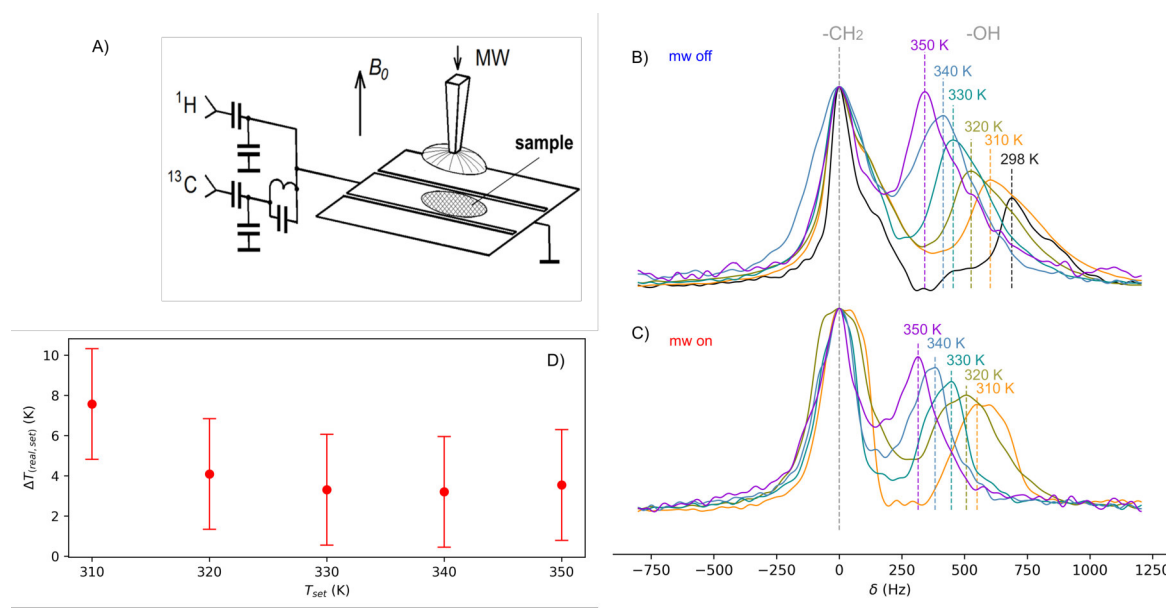 A)
B₀
MW
¹H
sample
¹³C
B)
mw off
-CH₂
-OH
350 K
340 K
330 K
320 K
310 K
298 K
C)
mw on
350 K
340 K
330 K
320 K
310 K
−750 −500 −250 0 250 500 750 1000 1250
δ (Hz)
D)
10
8
6
4
2
0
ΔT(real,set) (K)
310 320 330 340 350
Tset (K)